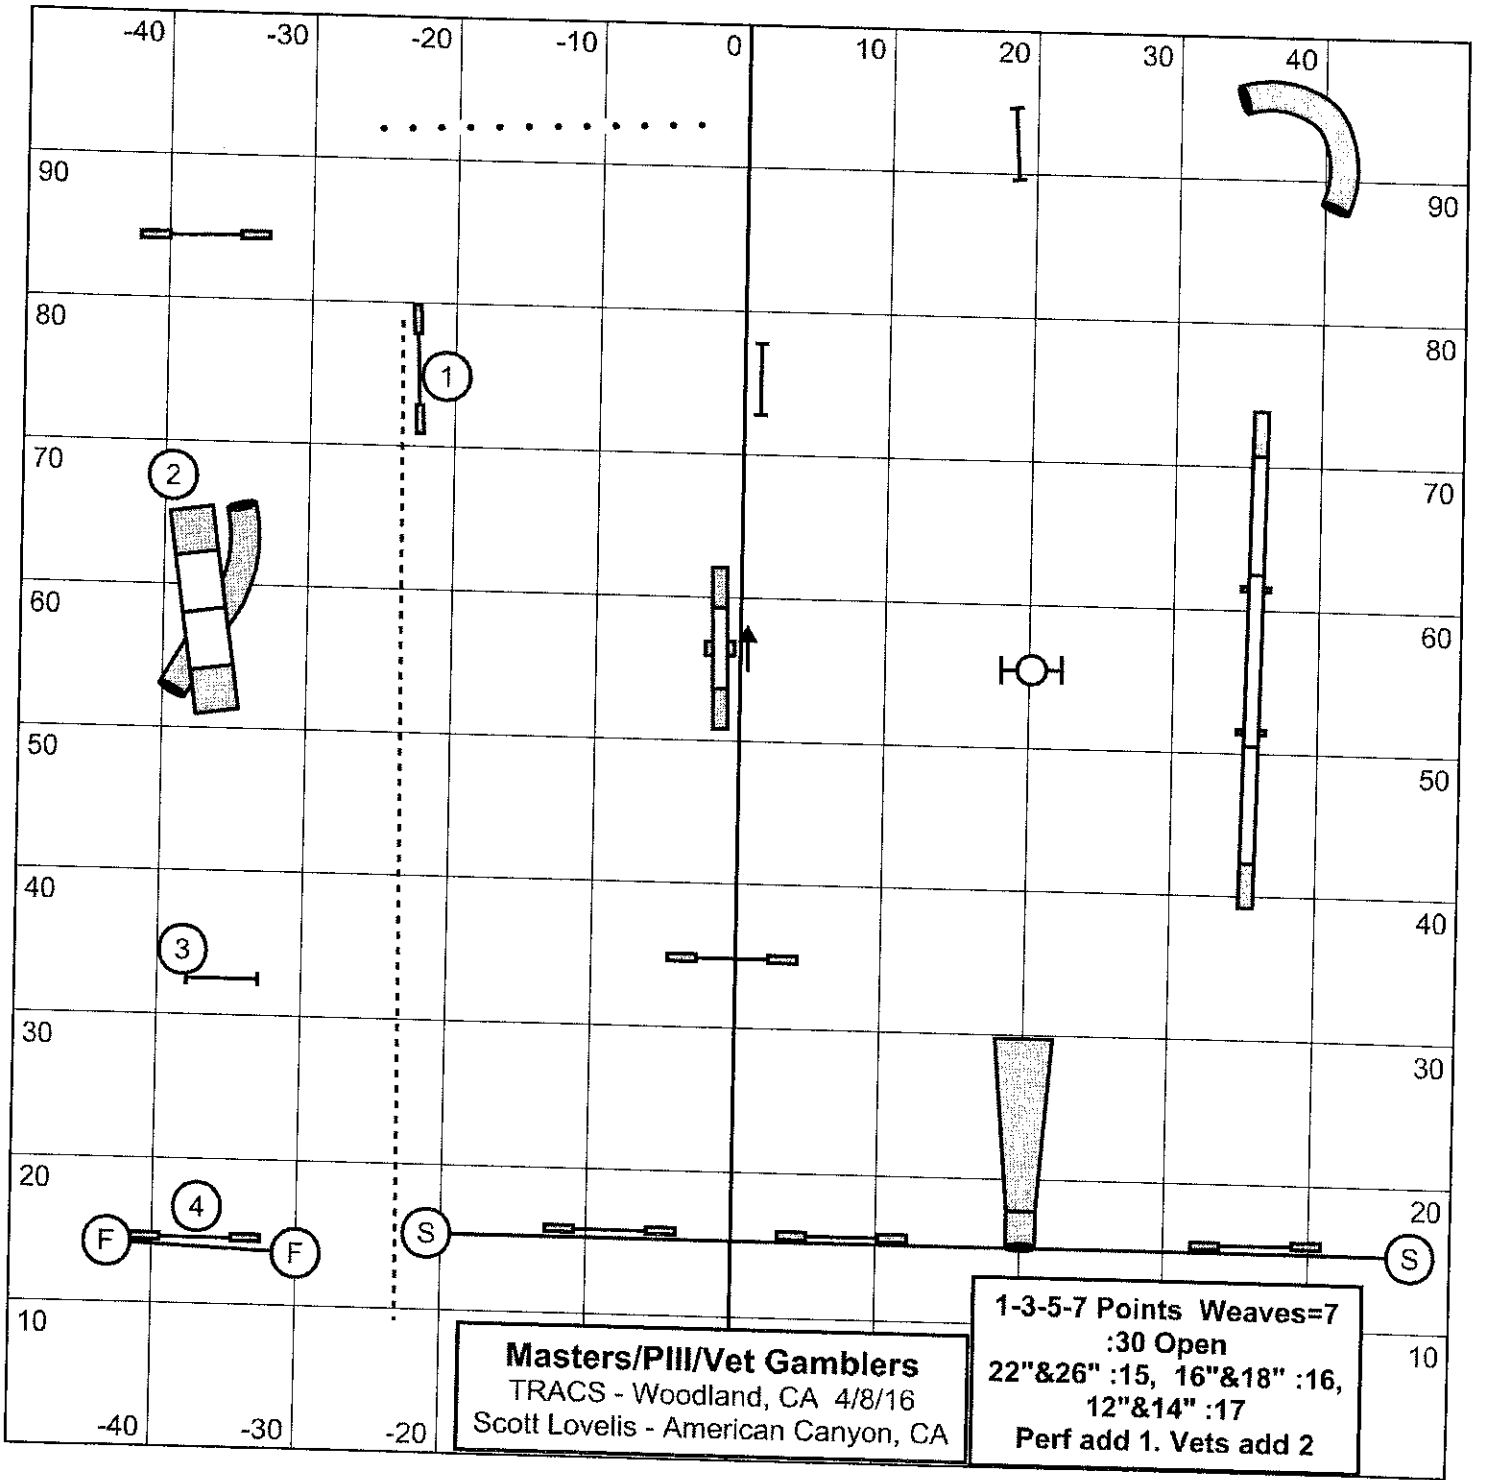 -40 -30 -20 -10 0 10 20 30 40
90 90
80 80
1
70 70
2
60 60
50 50
40 40
3
30 30
20 20
4
F F S S
10 10
1-3-5-7 Points Weaves=7
:30 Open
22"&26" :15, 16"&18" :16,
12"&14" :17
Perf add 1. Vets add 2
Masters/PIII/Vet Gamblers
TRACS - Woodland, CA 4/8/16
Scott Lovelis - American Canyon, CA
-40 -30 -20